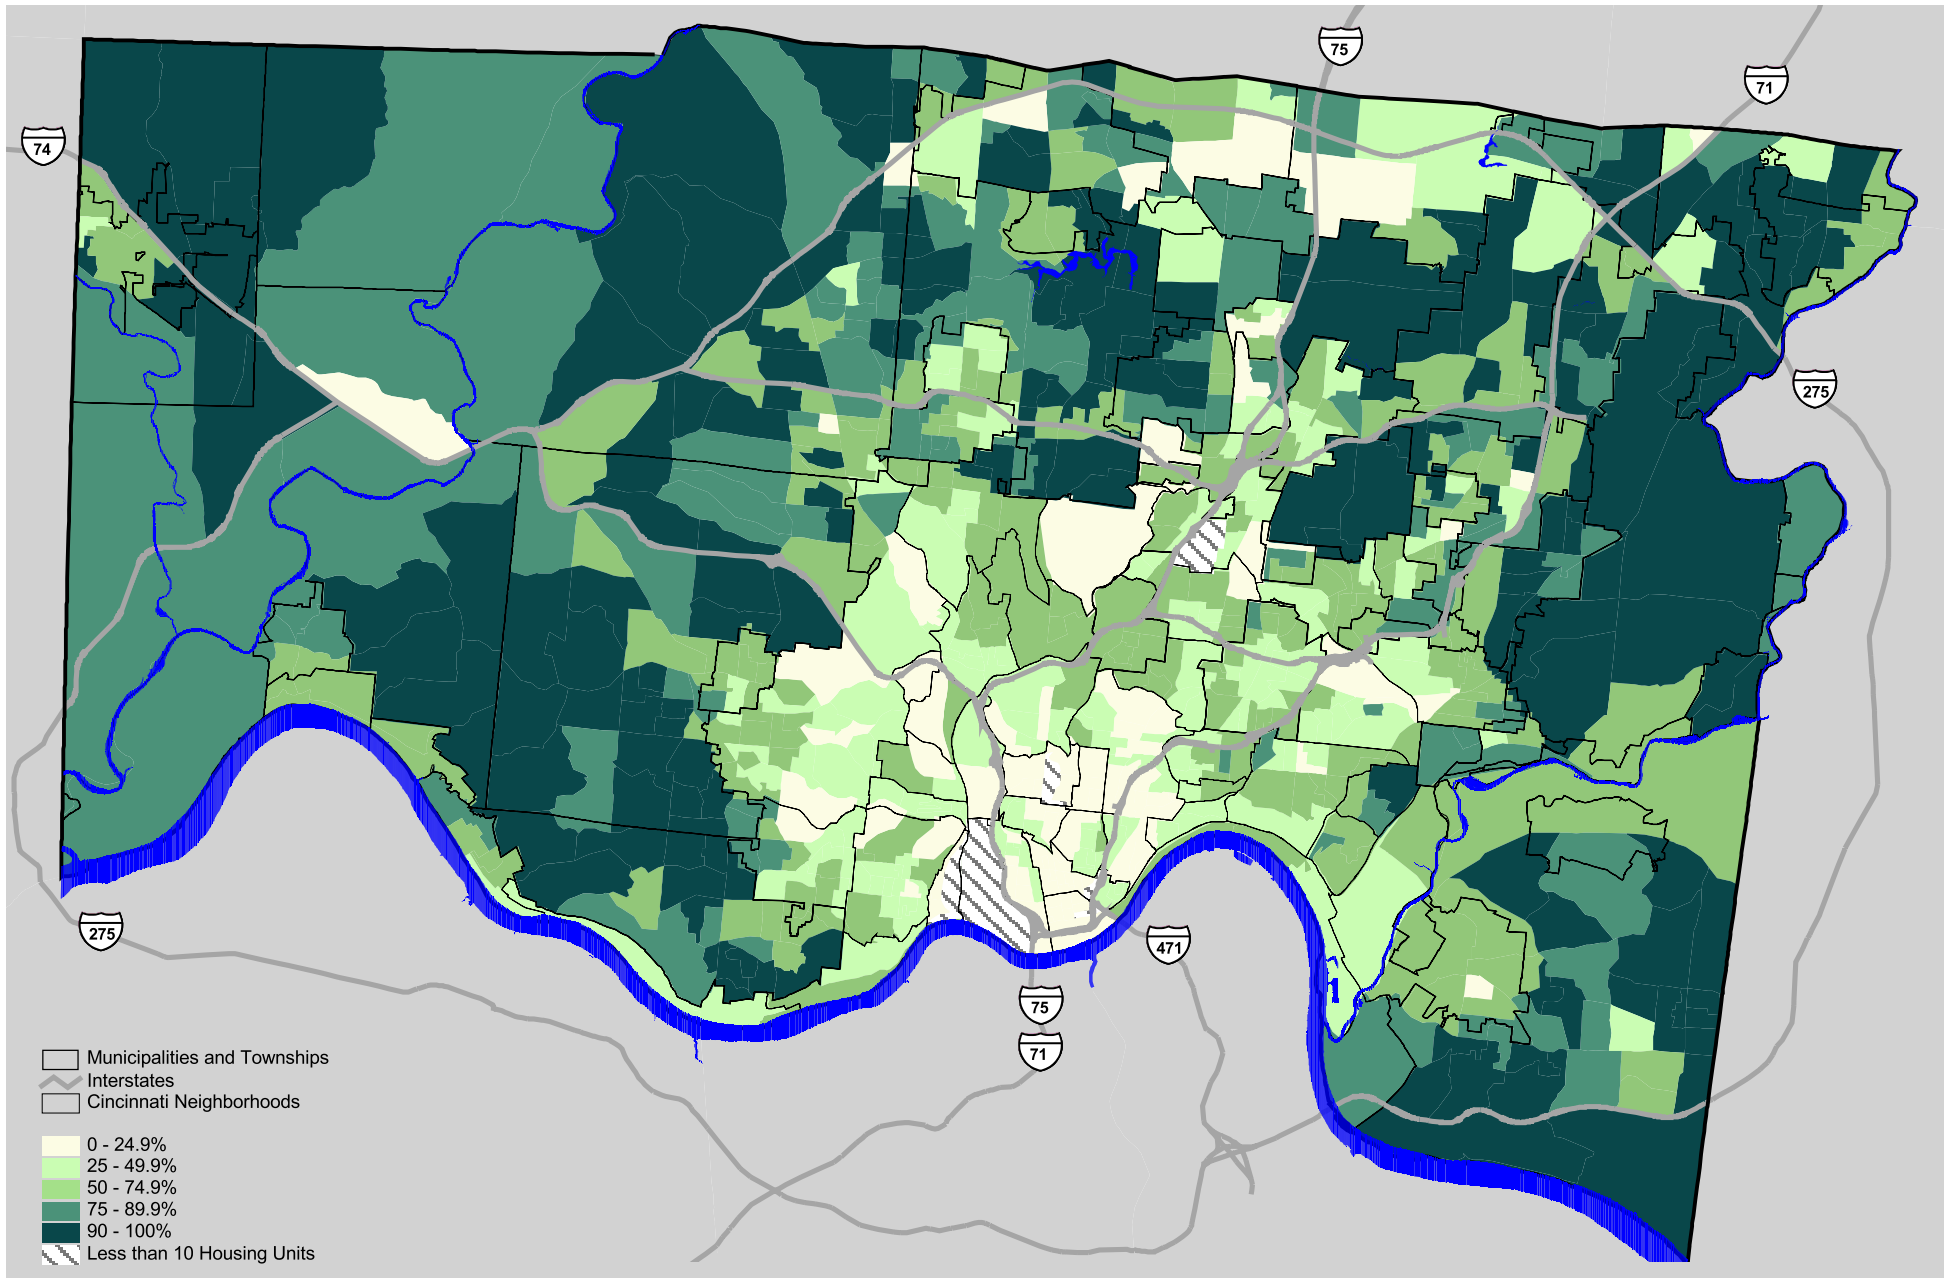 75
71
74
275
275
471
75
71
Municipalities and Townships
Interstates
Cincinnati Neighborhoods
0 - 24.9%
25 - 49.9%
50 - 74.9%
75 - 89.9%
90 - 100%
Less than 10 Housing Units